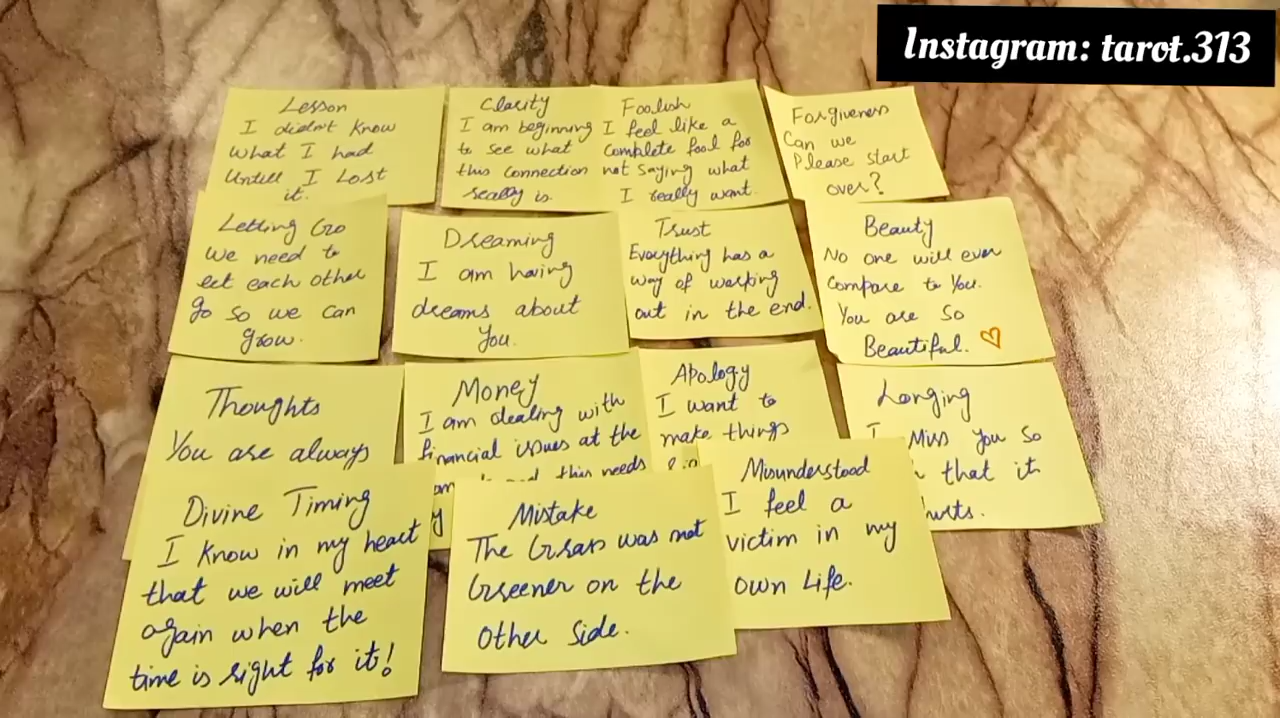 Instagram: tarot.313
Lesson
I didn't know
what I had
Untill I Lost
it.
Clarity
I am beginning
to see what
this connection
really is.
Foolish
I feel like a
Complete fool for
not saying what
I really want.
Forgiveness
Can we
Please start
over?
Letting Go
We need to
let each other
go so we can
grow.
Dreaming
I am having
dreams about
You.
Trust
Everything has a
way of working
out in the end.
Beauty
No one will ever
Compare to You.
You are so
Beautiful.
Thoughts
You are always
Money
I am dealing with
financial issues at the
and this needs
Apology
I want to
make things
Longing
I Miss you so
that it
hurts.
Divine Timing
I know in my heart
that we will meet
again when the
time is right for it!
Mistake
The Grass was not
Greener on the
Other side.
Misunderstood
I feel a
victim in my
own Life.